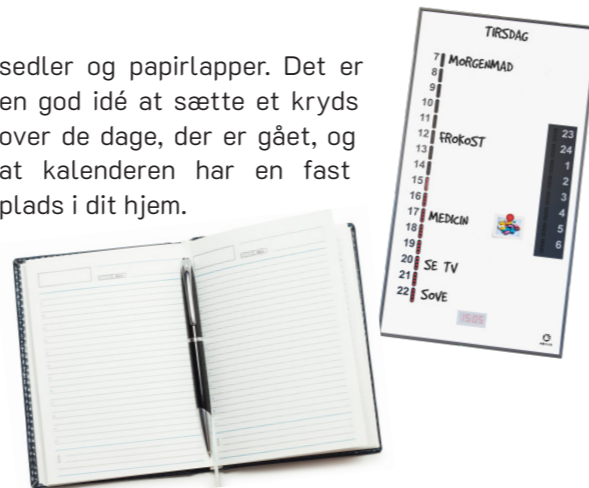 sedler og papirlapper. Det er
en god idé at sætte et kryds
over de dage, der er gået, og
at kalenderen har en fast
plads i dit hjem.
TIRSDAG
7 MORGENMAD
8
9
10
11
12 FROKOST
13
14
15
16
17 MEDICIN
18
19
20 SE TV
21
22 SOVE
23
24
1
2
3
4
5
6
15:05